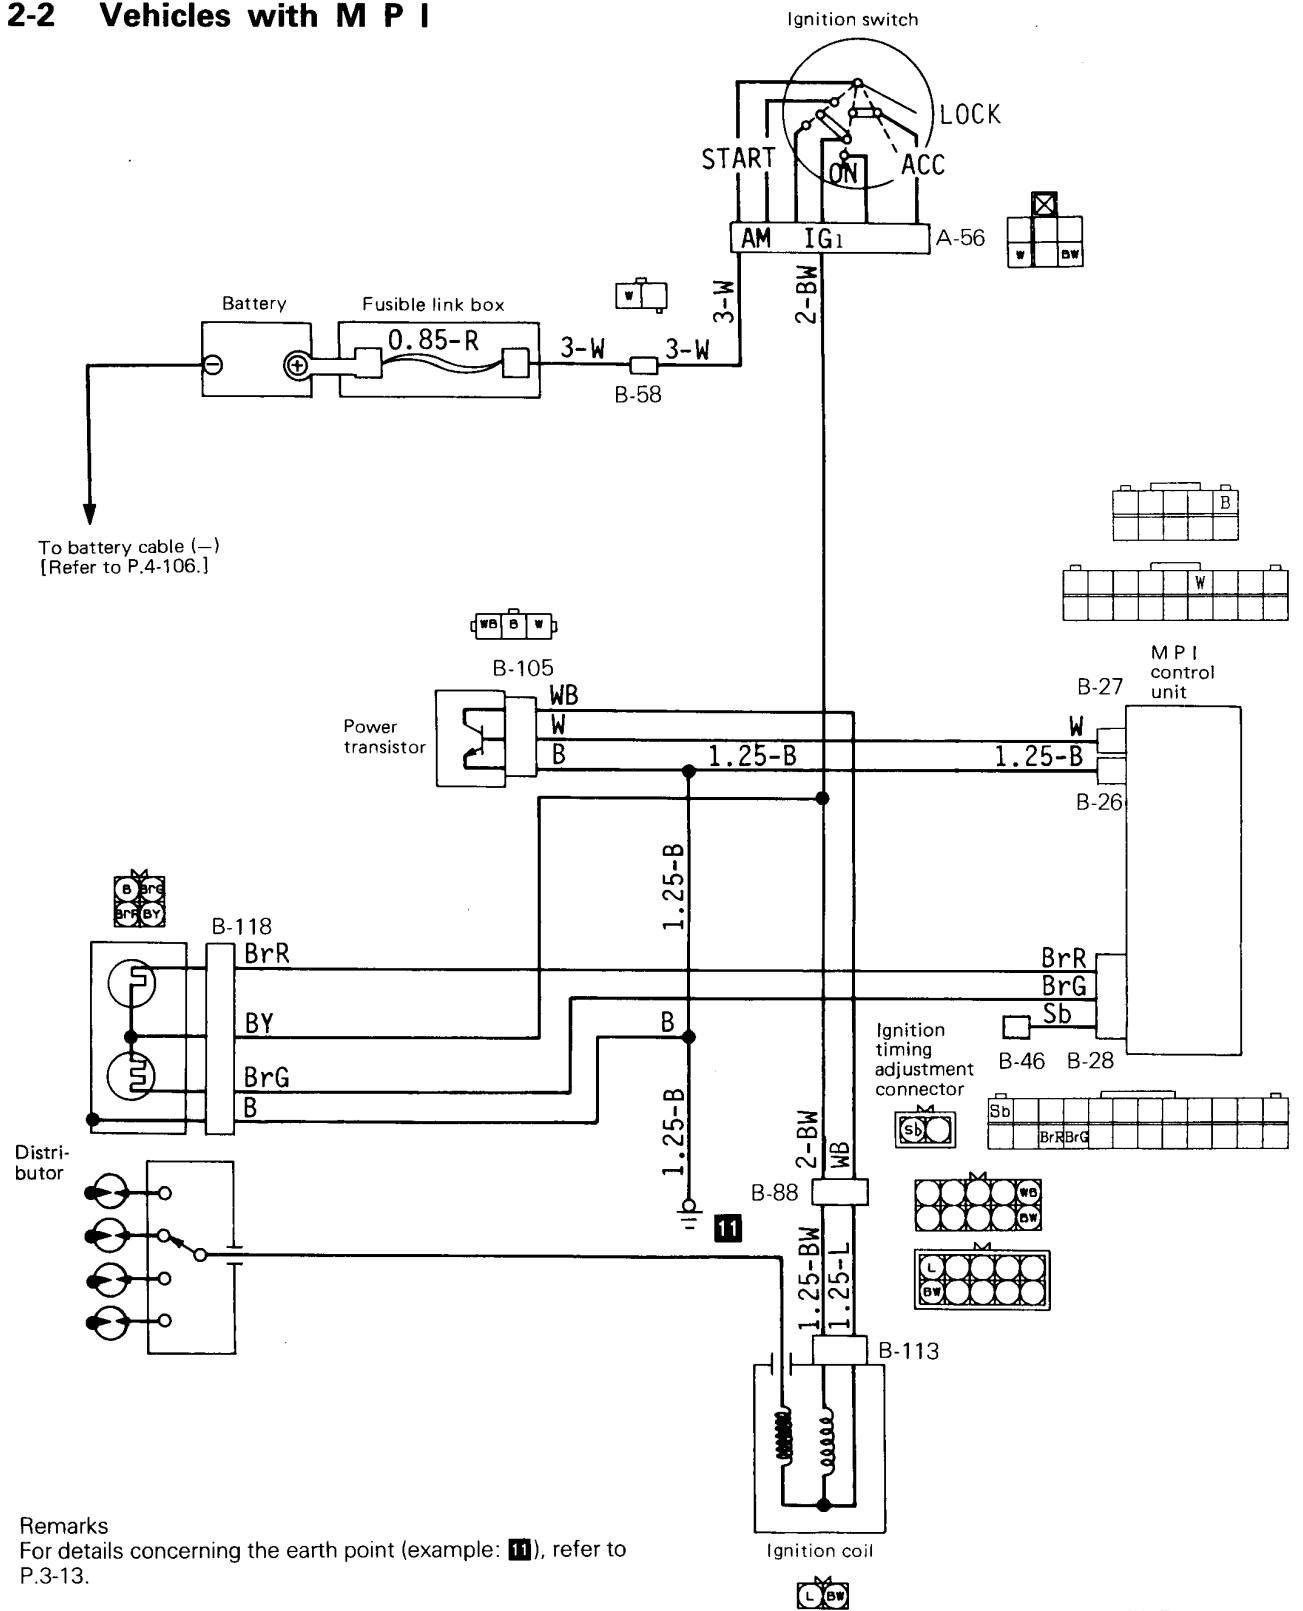 2-2 Vehicles with M P I
Ignition switch
LOCK
START
ACC
ON
AM IG1
A-56
W BW
3-W
2-BW
W
Battery
Fusible link box
0.85-R
3-W
3-W
B-58
To battery cable (−)
[Refer to P.4-106.]
B
W
WB B W
B-105
M P I
control
unit
B-27
Power
transistor
WB
W
B
1.25-B
W
1.25-B
B-26
1.25-B
B BrG
BrR BY
B-118
BrR
BrR
BrG
Sb
BY
B
BrG
B
Ignition
timing
adjustment
connector
B-46
B-28
Sb
BrR BrG
Sb
1.25-B
2-BW
WB
Distri-
butor
B-88
WB
BW
11
1.25-BW
1.25-L
L
BW
B-113
Remarks
For details concerning the earth point (example: 11), refer to
P.3-13.
Ignition coil
L BW